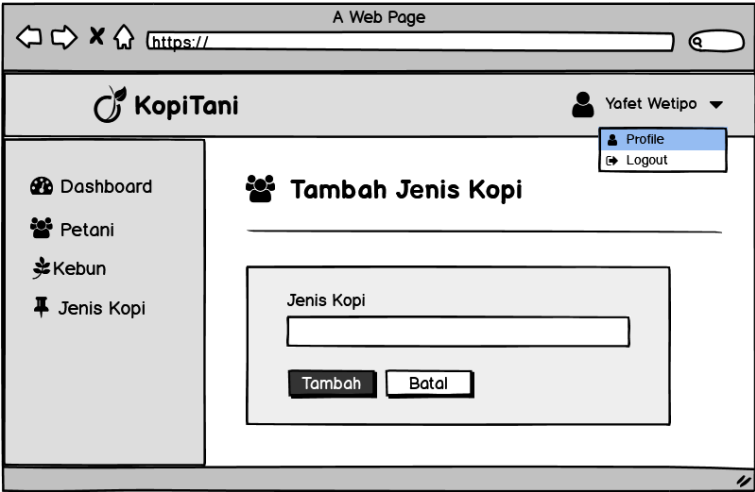 A Web Page
https://
KopiTani
Yafet Wetipo
Profile
Logout
Dashboard
Petani
Kebun
Jenis Kopi
Tambah Jenis Kopi
Jenis Kopi
Tambah
Batal